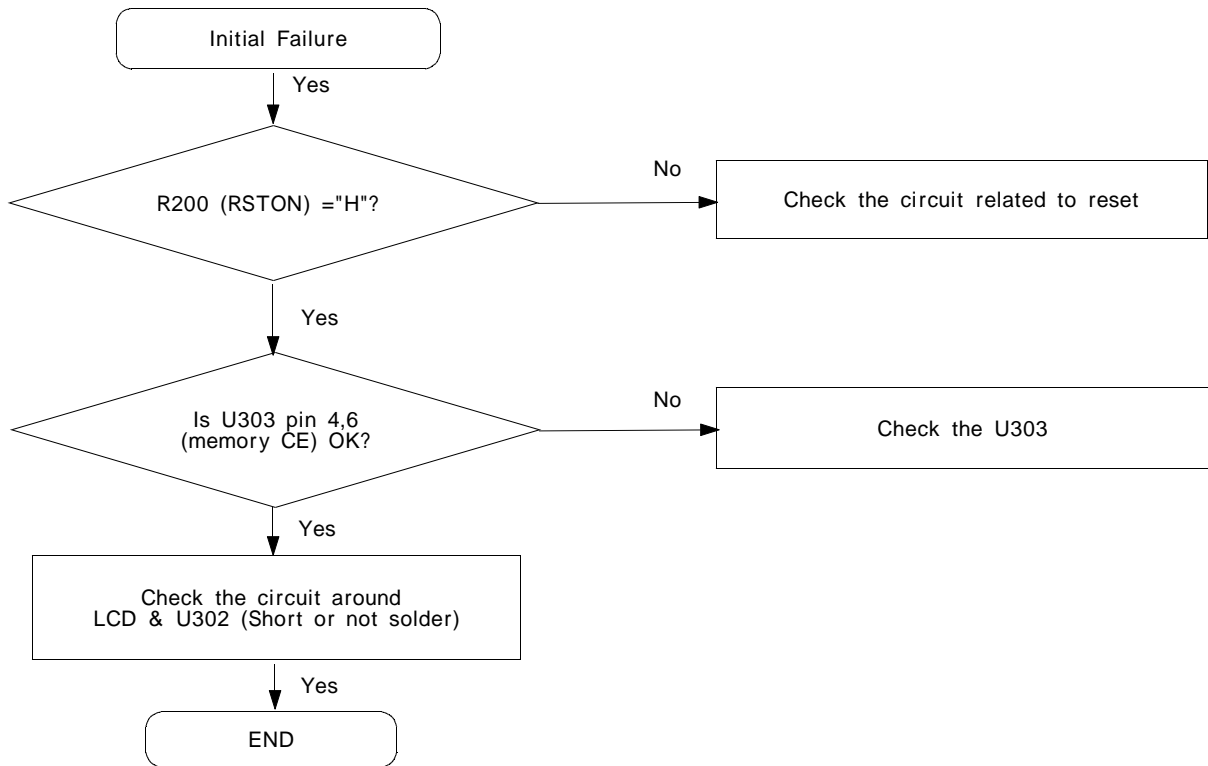 Initial Failure
Yes
R200 (RSTON) ="H"?
No
Check the circuit related to reset
Yes
Is U303 pin 4,6
(memory CE) OK?
No
Check the U303
Yes
Check the circuit around
LCD & U302 (Short or not solder)
Yes
END